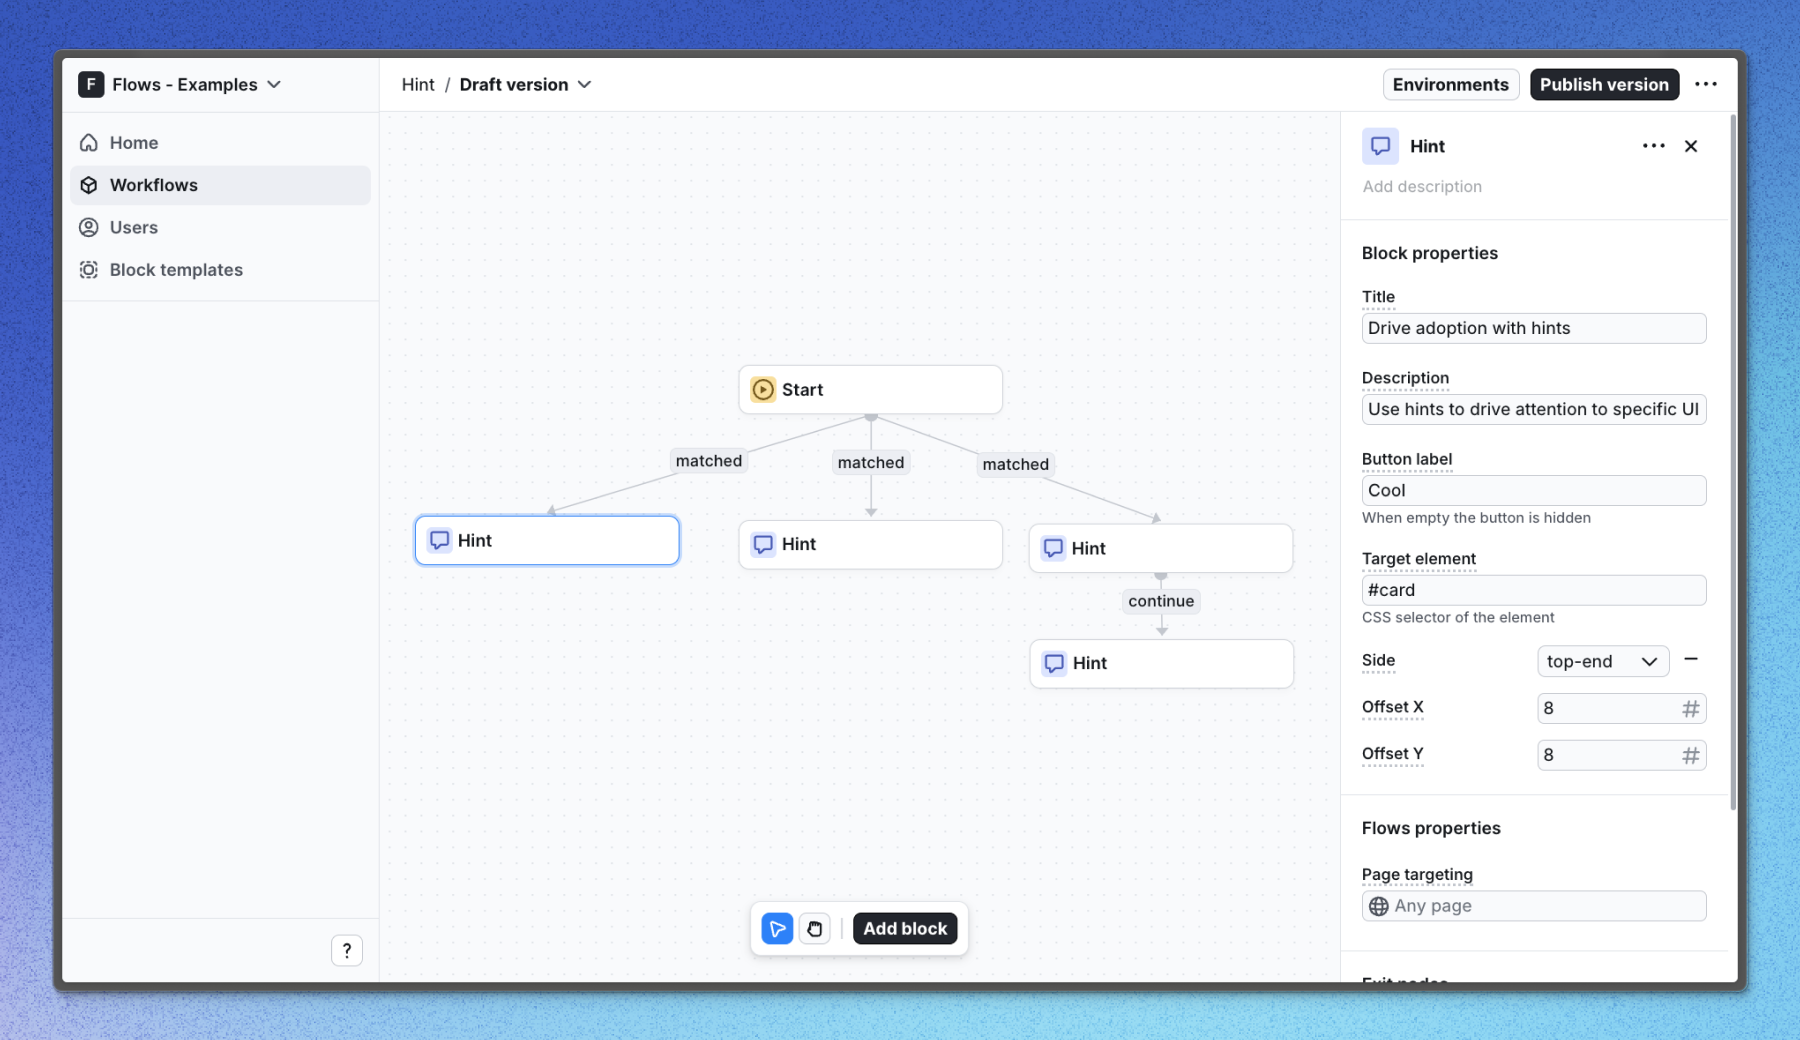 F Flows - Examples
Hint / Draft version
Environments
Publish version
Home
Workflows
Users
Block templates
?
Start
matched
matched
matched
Hint
Hint
Hint
continue
Hint
Add block
Hint
Add description
Block properties
Title
Drive adoption with hints
Description
Use hints to drive attention to specific UI
Button label
Cool
When empty the button is hidden
Target element
#card
CSS selector of the element
Side
top-end
Offset X
8
#
Offset Y
8
#
Flows properties
Page targeting
Any page
Exit nodes